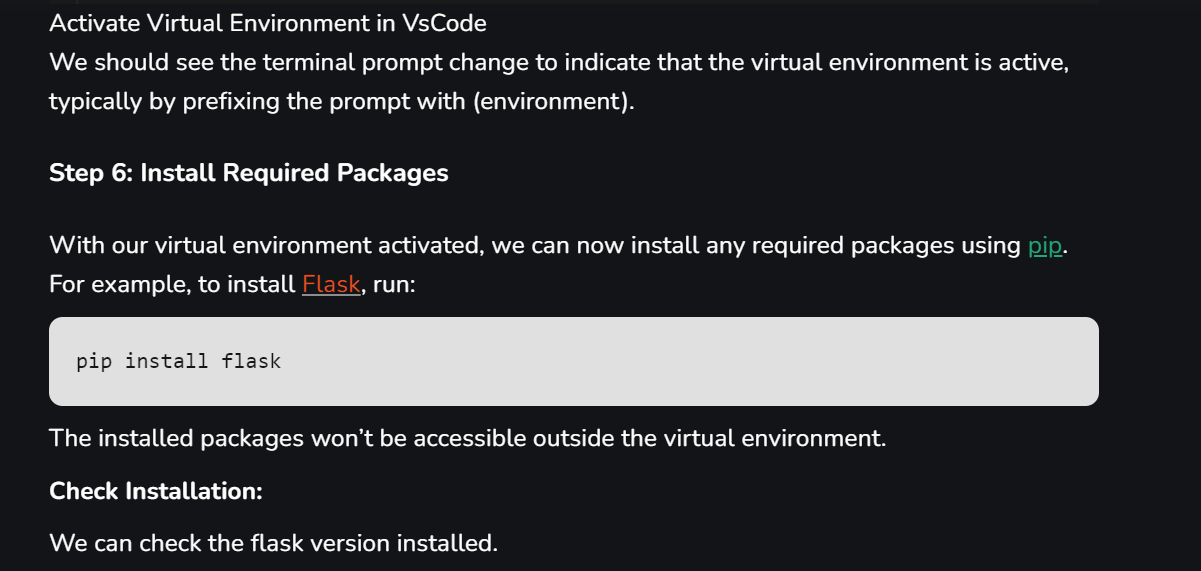 Activate Virtual Environment in VsCode
We should see the terminal prompt change to indicate that the virtual environment is active,
typically by prefixing the prompt with (environment).
Step 6: Install Required Packages
With our virtual environment activated, we can now install any required packages using pip.
For example, to install Flask, run:
pip install flask
The installed packages won’t be accessible outside the virtual environment.
Check Installation:
We can check the flask version installed.